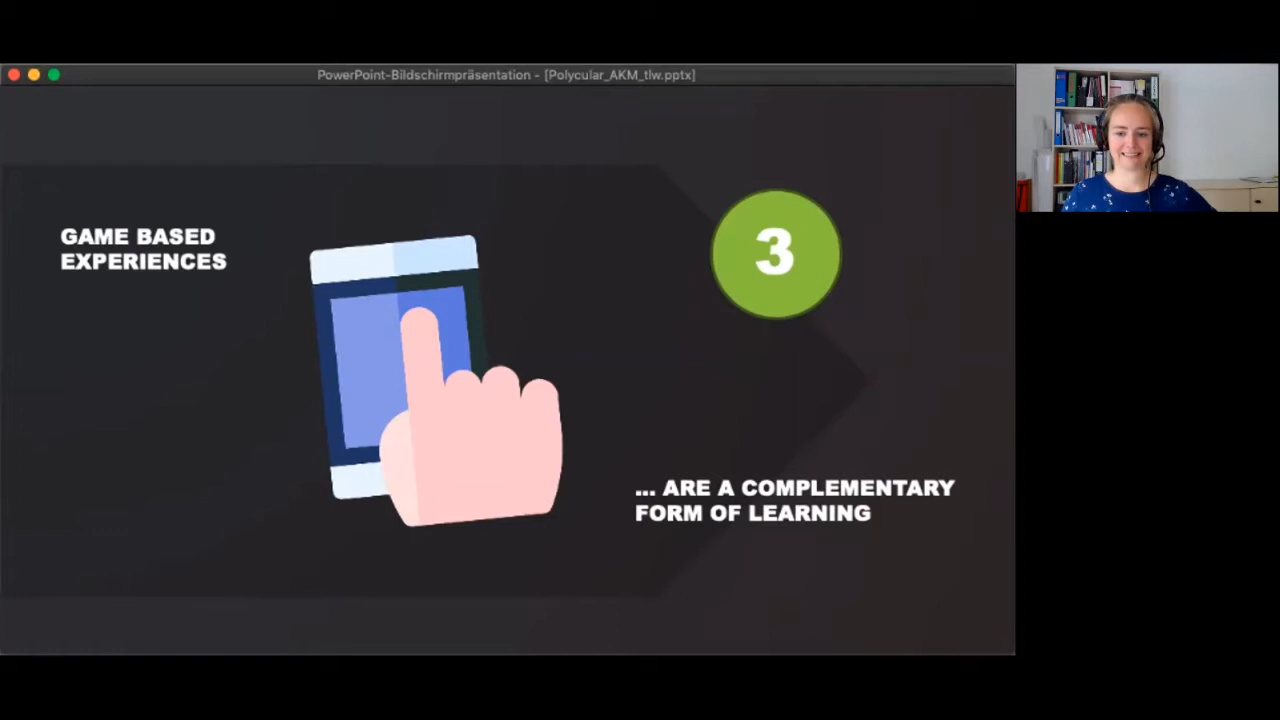 PowerPoint-Bildschirmpräsentation - [Polycular_AKM_tlw.pptx]
GAME BASED
EXPERIENCES
3
... ARE A COMPLEMENTARY
FORM OF LEARNING